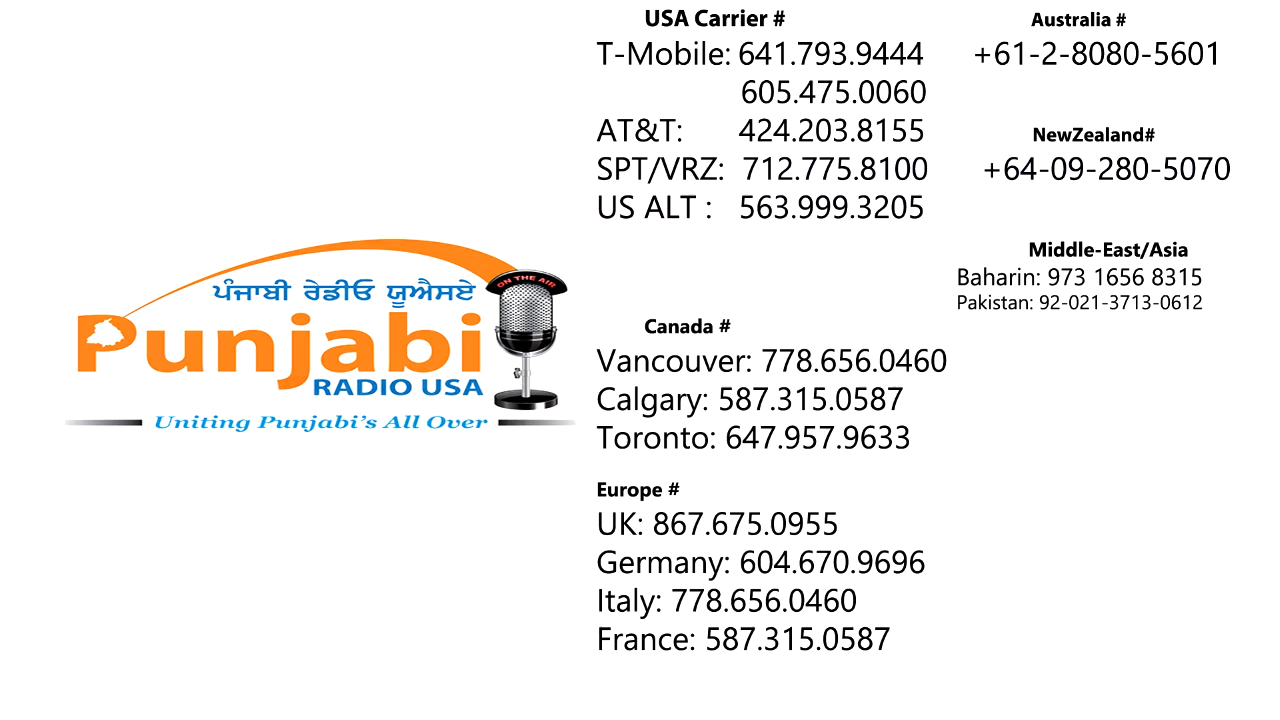 ਪੰਜਾਬੀ ਰੇਡੀਓ ਯੂਐਸਏ
ON THE AIR
Punjabi
RADIO USA
Uniting Punjabi's All Over
USA Carrier #
T-Mobile: 641.793.9444
605.475.0060
AT&T: 424.203.8155
SPT/VRZ: 712.775.8100
US ALT : 563.999.3205
Canada #
Vancouver: 778.656.0460
Calgary: 587.315.0587
Toronto: 647.957.9633
Europe #
UK: 867.675.0955
Germany: 604.670.9696
Italy: 778.656.0460
France: 587.315.0587
Australia #
+61-2-8080-5601
NewZealand#
+64-09-280-5070
Middle-East/Asia
Baharin: 973 1656 8315
Pakistan: 92-021-3713-0612